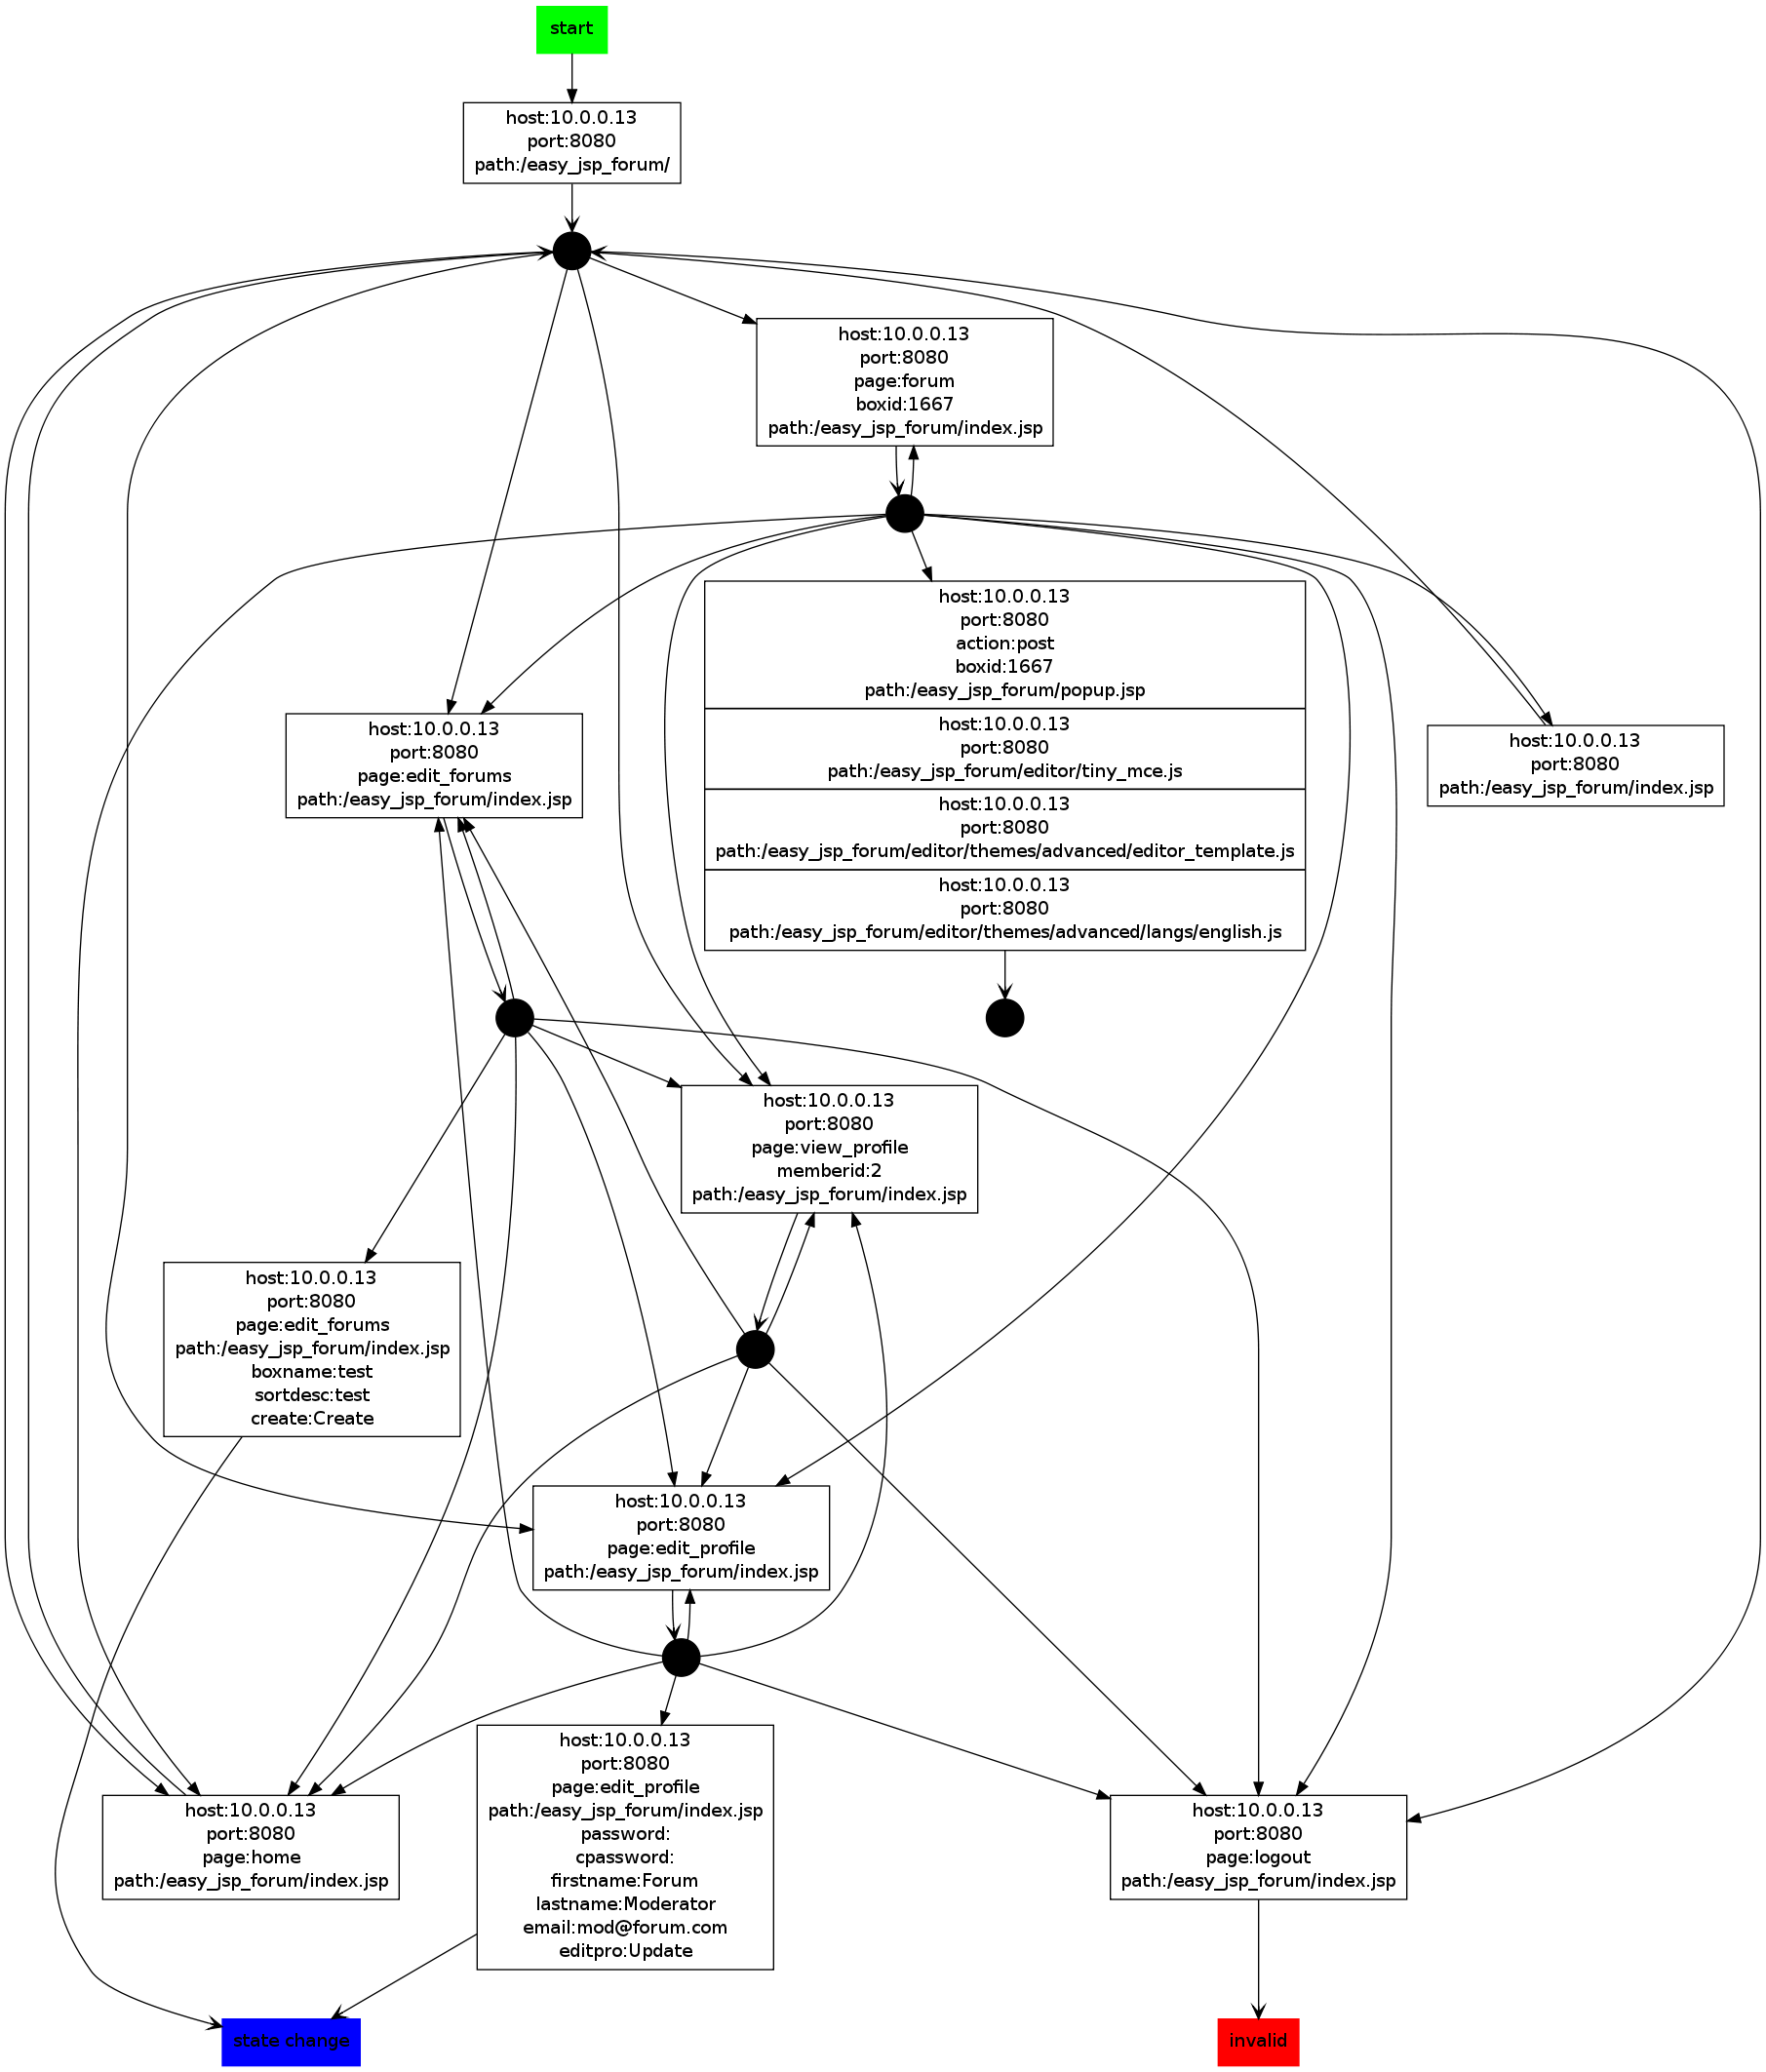 start
host:10.0.0.13
port:8080
path:/easy_jsp_forum/
host:10.0.0.13
port:8080
page:forum
boxid:1667
path:/easy_jsp_forum/index.jsp
host:10.0.0.13
port:8080
action:post
boxid:1667
path:/easy_jsp_forum/popup.jsp
host:10.0.0.13
port:8080
path:/easy_jsp_forum/editor/tiny_mce.js
host:10.0.0.13
port:8080
path:/easy_jsp_forum/editor/themes/advanced/editor_template.js
host:10.0.0.13
port:8080
path:/easy_jsp_forum/editor/themes/advanced/langs/english.js
host:10.0.0.13
port:8080
page:edit_forums
path:/easy_jsp_forum/index.jsp
host:10.0.0.13
port:8080
path:/easy_jsp_forum/index.jsp
host:10.0.0.13
port:8080
page:view_profile
memberid:2
path:/easy_jsp_forum/index.jsp
host:10.0.0.13
port:8080
page:edit_forums
path:/easy_jsp_forum/index.jsp
boxname:test
sortdesc:test
create:Create
host:10.0.0.13
port:8080
page:edit_profile
path:/easy_jsp_forum/index.jsp
host:10.0.0.13
port:8080
page:home
path:/easy_jsp_forum/index.jsp
host:10.0.0.13
port:8080
page:edit_profile
path:/easy_jsp_forum/index.jsp
password:
cpassword:
firstname:Forum
lastname:Moderator
email:mod@forum.com
editpro:Update
host:10.0.0.13
port:8080
page:logout
path:/easy_jsp_forum/index.jsp
state change
invalid